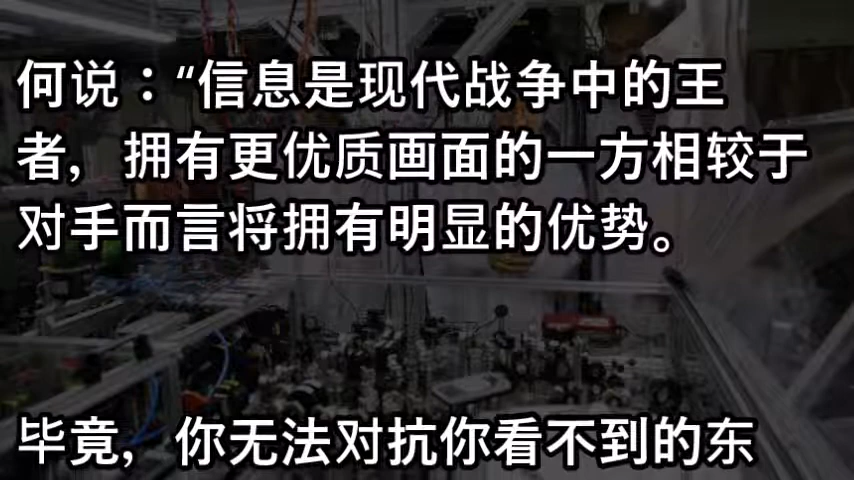 何说：“信息是现代战争中的王
者，拥有更优质画面的一方相较于
对手而言将拥有明显的优势。
毕竟，你无法对抗你看不到的东